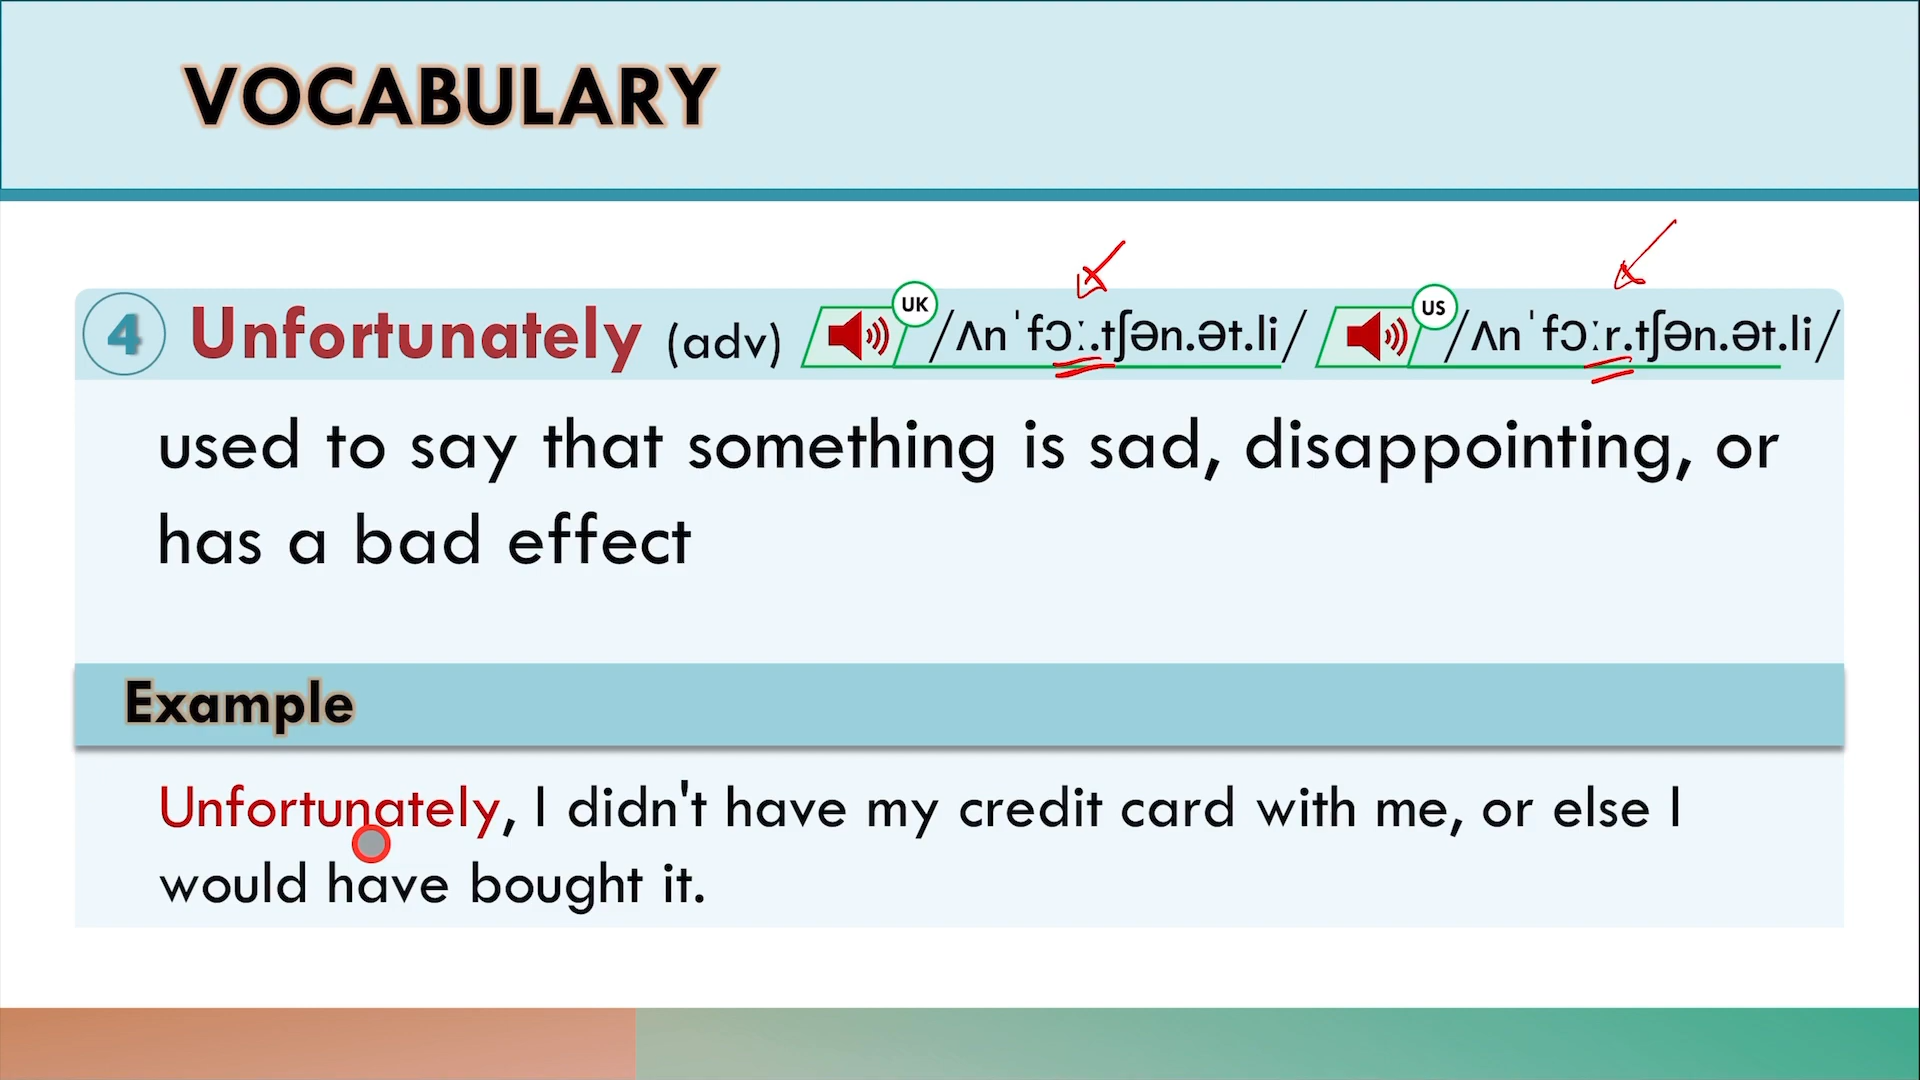 VOCABULARY
4 Unfortunately (adv) UK /ʌnˈfɔː.tʃən.ət.li/ US /ʌnˈfɔːr.tʃən.ət.li/
used to say that something is sad, disappointing, or
has a bad effect
Example
Unfortunately, I didn't have my credit card with me, or else I
would have bought it.